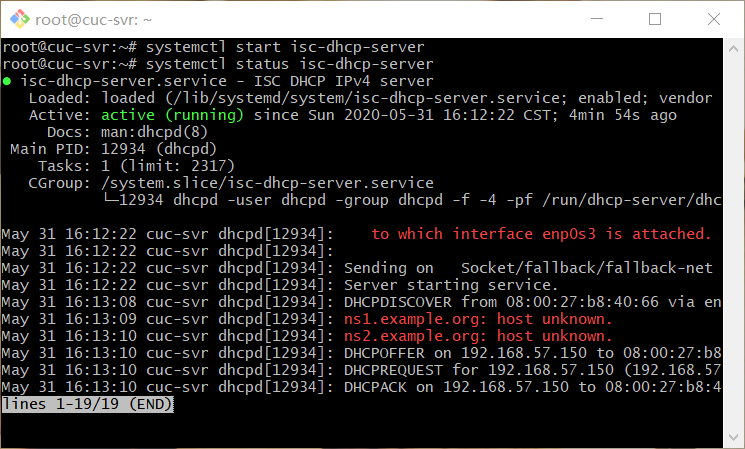 root@cuc-svr: ~
root@cuc-svr:~# systemctl start isc-dhcp-server
root@cuc-svr:~# systemctl status isc-dhcp-server
● isc-dhcp-server.service - ISC DHCP IPv4 server
Loaded: loaded (/lib/systemd/system/isc-dhcp-server.service; enabled; vendor
Active: active (running) since Sun 2020-05-31 16:12:22 CST; 4min 54s ago
Docs: man:dhcpd(8)
Main PID: 12934 (dhcpd)
Tasks: 1 (limit: 2317)
CGroup: /system.slice/isc-dhcp-server.service
└─12934 dhcpd -user dhcpd -group dhcpd -f -4 -pf /run/dhcp-server/dhc
May 31 16:12:22 cuc-svr dhcpd[12934]:    to which interface enp0s3 is attached.
May 31 16:12:22 cuc-svr dhcpd[12934]:
May 31 16:12:22 cuc-svr dhcpd[12934]: Sending on   Socket/fallback/fallback-net
May 31 16:12:22 cuc-svr dhcpd[12934]: Server starting service.
May 31 16:13:08 cuc-svr dhcpd[12934]: DHCPDISCOVER from 08:00:27:b8:40:66 via en
May 31 16:13:09 cuc-svr dhcpd[12934]: ns1.example.org: host unknown.
May 31 16:13:10 cuc-svr dhcpd[12934]: ns2.example.org: host unknown.
May 31 16:13:10 cuc-svr dhcpd[12934]: DHCPOFFER on 192.168.57.150 to 08:00:27:b8
May 31 16:13:10 cuc-svr dhcpd[12934]: DHCPREQUEST for 192.168.57.150 (192.168.57
May 31 16:13:10 cuc-svr dhcpd[12934]: DHCPACK on 192.168.57.150 to 08:00:27:b8:4
lines 1-19/19 (END)